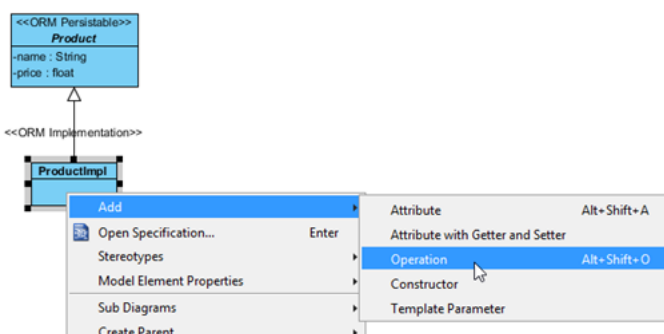 <<ORM Persistable>>
Product
-name : String
-price : float
<<ORM Implementation>>
ProductImpl
Add
Open Specification... Enter
Stereotypes
Model Element Properties
Sub Diagrams
Create Parent
Attribute Alt+Shift+A
Attribute with Getter and Setter
Operation Alt+Shift+O
Constructor
Template Parameter